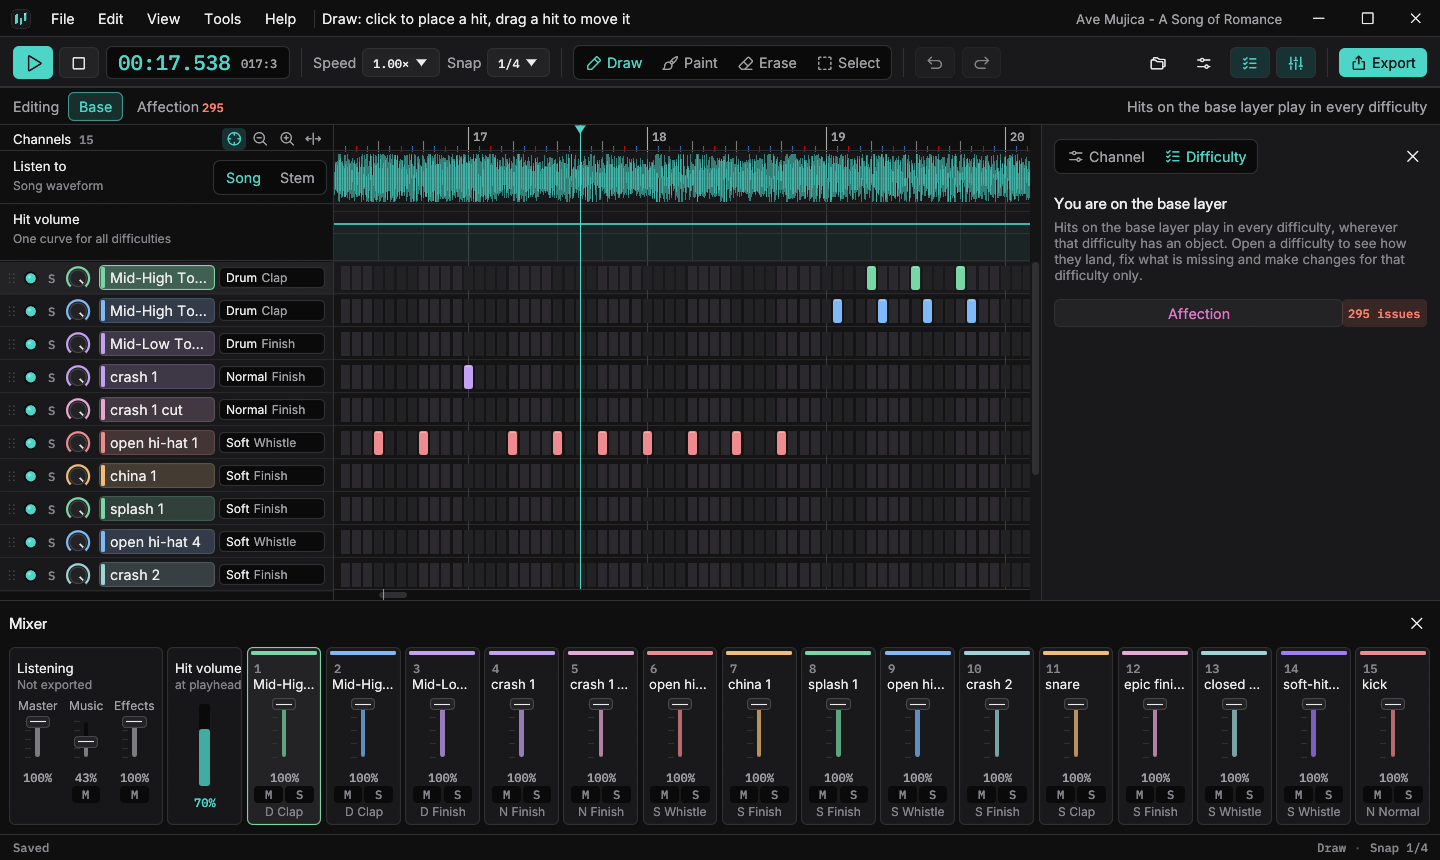 File Edit View Tools Help Draw: click to place a hit, drag a hit to move it Ave Mujica - A Song of Romance
00:17.538 017:3 Speed 1.00× Snap 1/4 Draw Paint Erase Select Export
Editing Base Affection 295 Hits on the base layer play in every difficulty
Channels 15
17 18 19 20
Listen to
Song waveform
Song Stem
Hit volume
One curve for all difficulties
S Mid-High To... Drum Clap
S Mid-High To... Drum Clap
S Mid-Low To... Drum Finish
S crash 1 Normal Finish
S crash 1 cut Normal Finish
S open hi-hat 1 Soft Whistle
S china 1 Soft Finish
S splash 1 Soft Finish
S open hi-hat 4 Soft Whistle
S crash 2 Soft Finish
Channel Difficulty
You are on the base layer
Hits on the base layer play in every difficulty, wherever
that difficulty has an object. Open a difficulty to see how
they land, fix what is missing and make changes for that
difficulty only.
Affection 295 issues
Mixer
Listening
Not exported
Master Music Effects
100% 43% 100%
M M
Hit volume
at playhead
70%
1 2 3 4 5 6 7 8 9 10 11 12 13 14 15
Mid-Hig... Mid-Hig... Mid-Lo... crash 1 crash 1 ... open hi... china 1 splash 1 open hi... crash 2 snare epic fini... closed ... soft-hit... kick
100% 100% 100% 100% 100% 100% 100% 100% 100% 100% 100% 100% 100% 100% 100%
M S M S M S M S M S M S M S M S M S M S M S M S M S M S M S
D Clap D Clap D Finish N Finish N Finish S Whistle S Finish S Finish S Whistle S Finish S Clap S Finish S Whistle S Whistle N Normal
Saved Draw · Snap 1/4